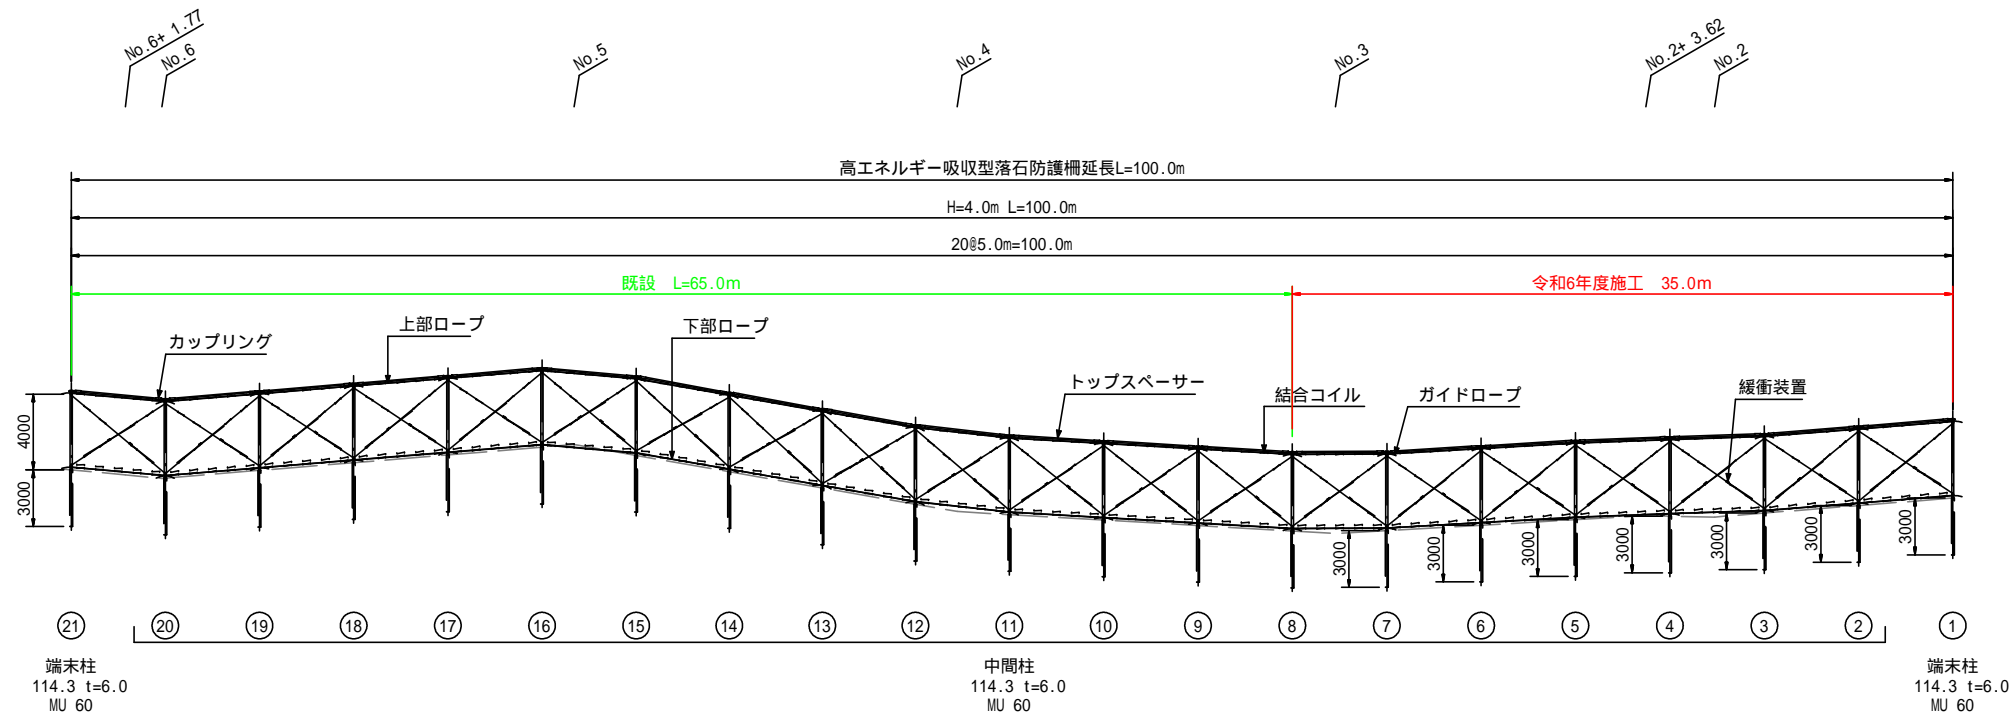 No.6+ 1.77
No.6
No.5
No.4
No.3
No.2+ 3.62
No.2
高エネルギー吸収型落石防護柵延長L=100.0m
H=4.0m L=100.0m
20@5.0m=100.0m
既設 L=65.0m
令和6年度施工 35.0m
カップリング
上部ロープ
下部ロープ
トップスペーサー
結合コイル
ガイドロープ
緩衝装置
4000
3000
3000
3000
3000
3000
3000
3000
3000
21
20
19
18
17
16
15
14
13
12
11
10
9
8
7
6
5
4
3
2
1
端末柱
114.3 t=6.0
MU 60
中間柱
114.3 t=6.0
MU 60
端末柱
114.3 t=6.0
MU 60